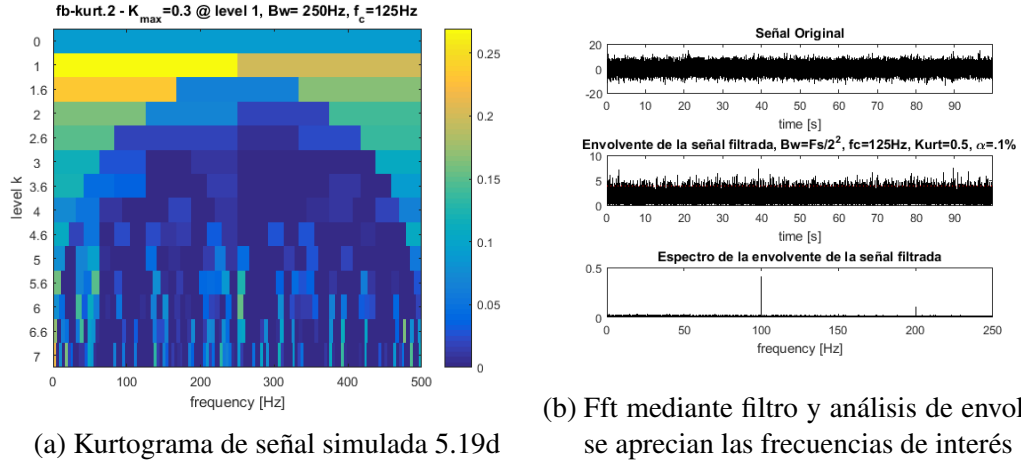 fb-kurt.2 - K_max=0.3 @ level 1, Bw= 250Hz, f_c=125Hz
0
1
1.6
2
2.6
3
3.6
4
4.6
5
5.6
6
6.6
7
level k
0 100 200 300 400 500
frequency [Hz]
0.25
0.2
0.15
0.1
0.05
0
(a) Kurtograma de señal simulada 5.19d
Señal Original
20
0
-20
0 10 20 30 40 50 60 70 80 90
time [s]
Envolvente de la señal filtrada, Bw=Fs/2^2, fc=125Hz, Kurt=0.5, α=.1%
10
5
0
0 10 20 30 40 50 60 70 80 90
time [s]
Espectro de la envolvente de la señal filtrada
0.5
0
0 50 100 150 200 250
frequency [Hz]
(b) Fft mediante filtro y análisis de envol
se aprecian las frecuencias de interés